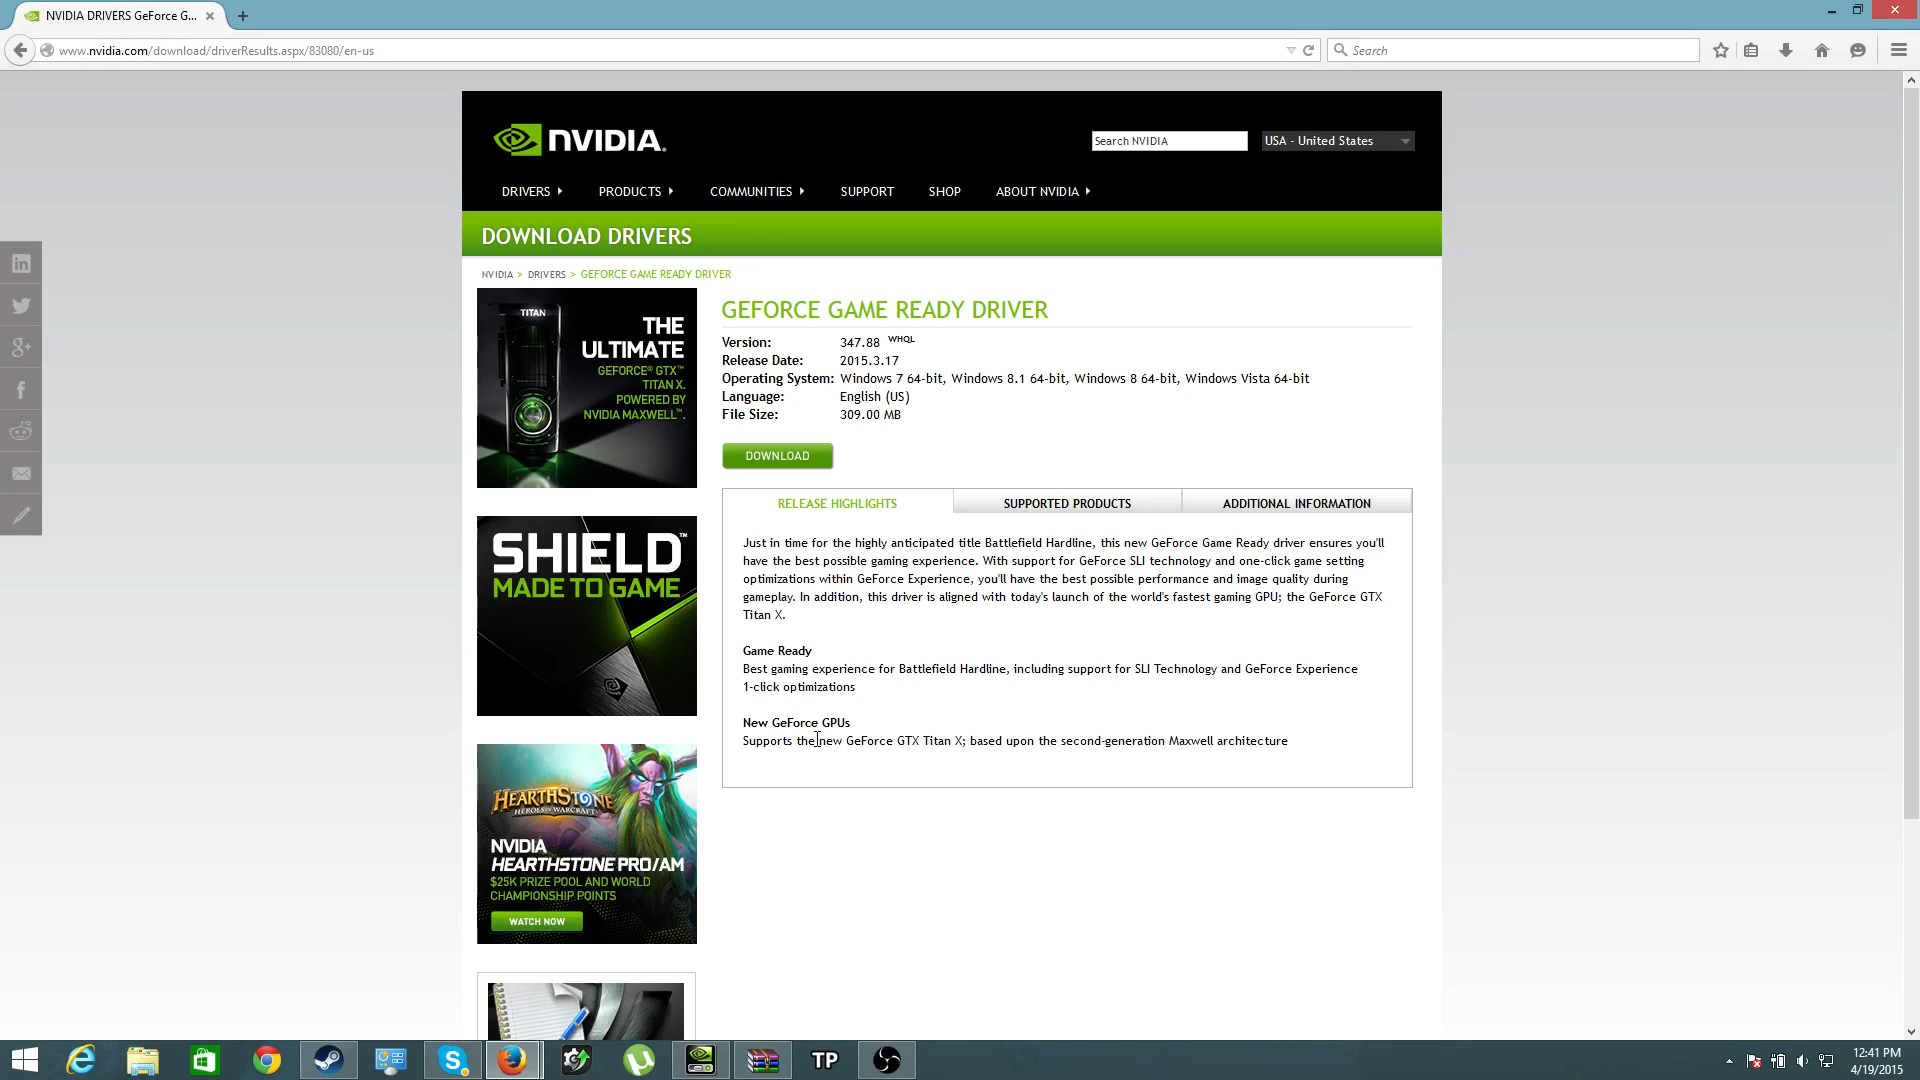 NVIDIA DRIVERS GeForce G...
www.nvidia.com/download/driverResults.aspx/83080/en-us
Search
NVIDIA.
Search NVIDIA
USA - United States
DRIVERS
PRODUCTS
COMMUNITIES
SUPPORT
SHOP
ABOUT NVIDIA
DOWNLOAD DRIVERS
NVIDIA > DRIVERS > GEFORCE GAME READY DRIVER
TITAN
THE
ULTIMATE
GEFORCE® GTX™
TITAN X.
POWERED BY
NVIDIA MAXWELL™.
GEFORCE GAME READY DRIVER
Version: 347.88 WHQL
Release Date: 2015.3.17
Operating System: Windows 7 64-bit, Windows 8.1 64-bit, Windows 8 64-bit, Windows Vista 64-bit
Language: English (US)
File Size: 309.00 MB
DOWNLOAD
RELEASE HIGHLIGHTS
SUPPORTED PRODUCTS
ADDITIONAL INFORMATION
Just in time for the highly anticipated title Battlefield Hardline, this new GeForce Game Ready driver ensures you'll
have the best possible gaming experience. With support for GeForce SLI technology and one-click game setting
optimizations within GeForce Experience, you'll have the best possible performance and image quality during
gameplay. In addition, this driver is aligned with today's launch of the world's fastest gaming GPU; the GeForce GTX
Titan X.
Game Ready
Best gaming experience for Battlefield Hardline, including support for SLI Technology and GeForce Experience
1-click optimizations
New GeForce GPUs
Supports the new GeForce GTX Titan X; based upon the second-generation Maxwell architecture
SHIELD™
MADE TO GAME
HEARTHSTONE
HEROES OF WARCRAFT
NVIDIA
HEARTHSTONE PRO/AM
$25K PRIZE POOL AND WORLD
CHAMPIONSHIP POINTS
WATCH NOW
TP
12:41 PM
4/19/2015